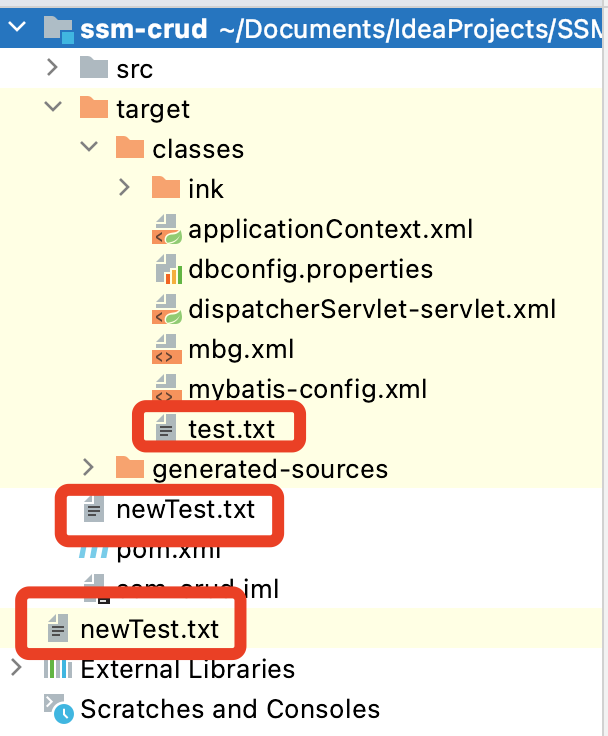 ssm-crud ~/Documents/IdeaProjects/SSM
src
target
classes
ink
applicationContext.xml
dbconfig.properties
dispatcherServlet-servlet.xml
mbg.xml
mybatis-config.xml
test.txt
generated-sources
newTest.txt
pom.xml
ssm-crud.iml
newTest.txt
External Libraries
Scratches and Consoles